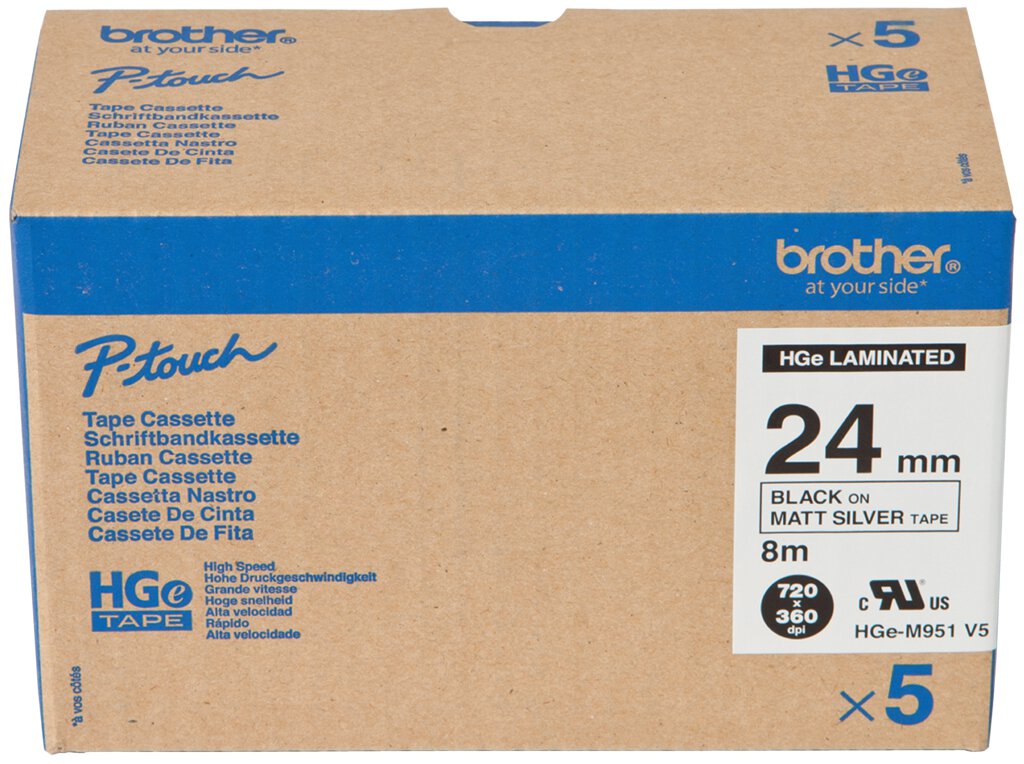 brother®
at your side*
P-touch
Tape Cassette
Schriftbandkassette
Ruban Cassette
Tape Cassette
Cassetta Nastro
Casete De Cinta
Cassete De Fita
×5
HGe
TAPE
*à vos côtés
brother®
at your side*
P-touch
Tape Cassette
Schriftbandkassette
Ruban Cassette
Tape Cassette
Cassetta Nastro
Casete De Cinta
Cassete De Fita
HGe
TAPE
High Speed
Hohe Druckgeschwindigkeit
Grande vitesse
Hoge snelheid
Alta velocidad
Rápido
Alta velocidade
*à vos côtés
HGe LAMINATED
24 mm
BLACK ON
MATT SILVER TAPE
8m
720
×
360
dpi
C RU® US
HGe-M951 V5
×5